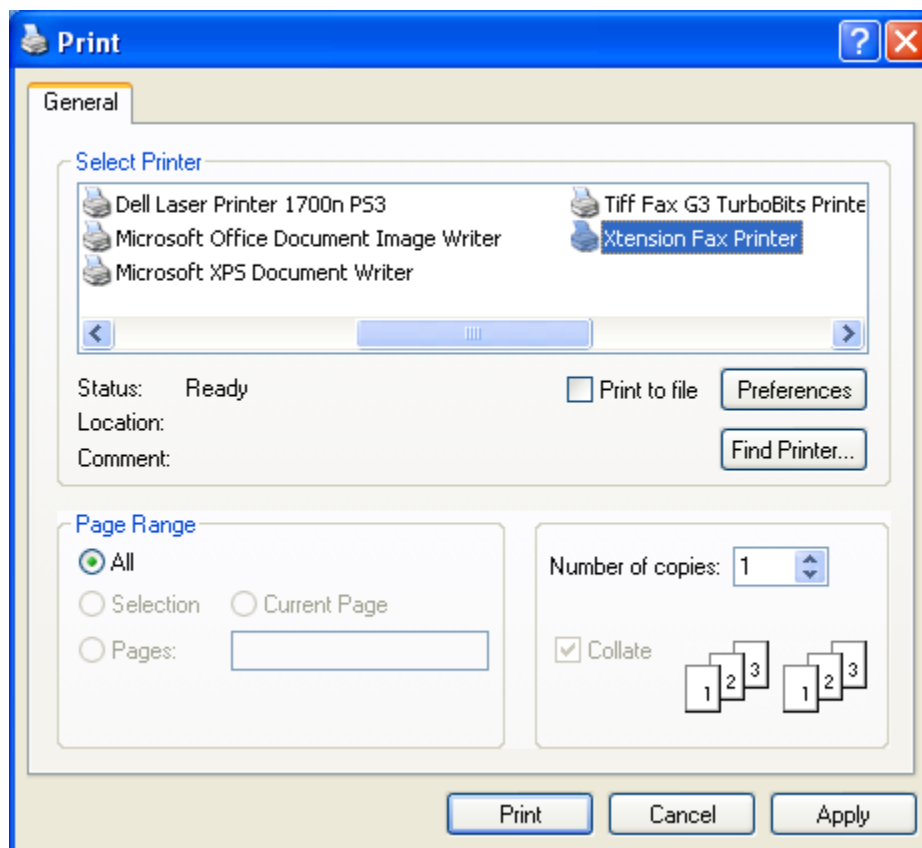 Print
General
Select Printer
Dell Laser Printer 1700n PS3
Tiff Fax G3 TurboBits Printe
Microsoft Office Document Image Writer
Xtension Fax Printer
Microsoft XPS Document Writer
Status: Ready
Print to file
Preferences
Location:
Find Printer...
Comment:
Page Range
All
Number of copies: 1
Selection
Current Page
Pages:
Collate
1 2 3 1 2 3
Print
Cancel
Apply